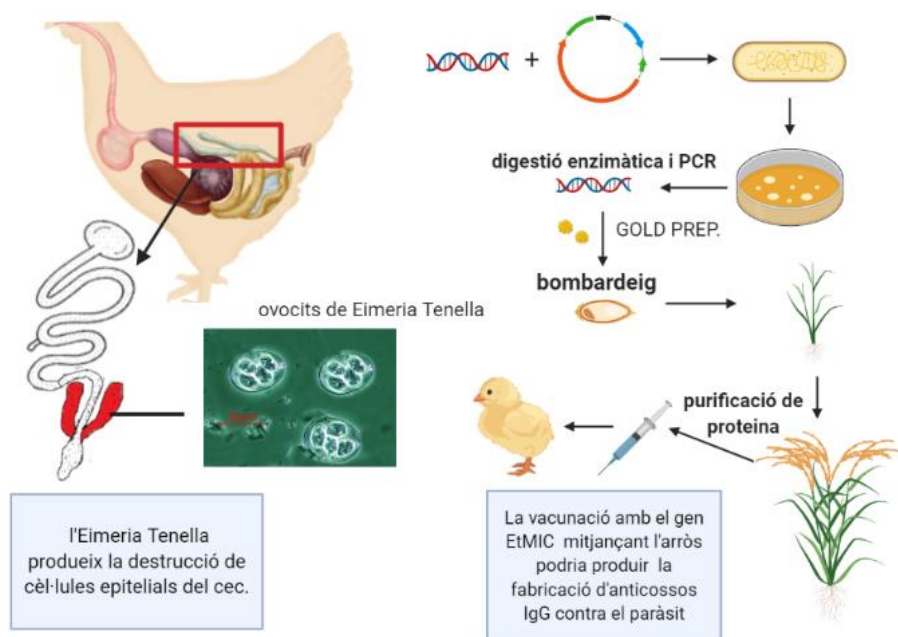 digestió enzimàtica i PCR
GOLD PREP.
bombardeig
ovocits de Eimeria Tenella
purificació de
proteina
l'Eimeria Tenella
produeix la destrucció de
cèl·lules epitelials del cec.
La vacunació amb el gen
EtMIC mitjançant l'arròs
podria produir la
fabricació d'anticossos
IgG contra el paràsit